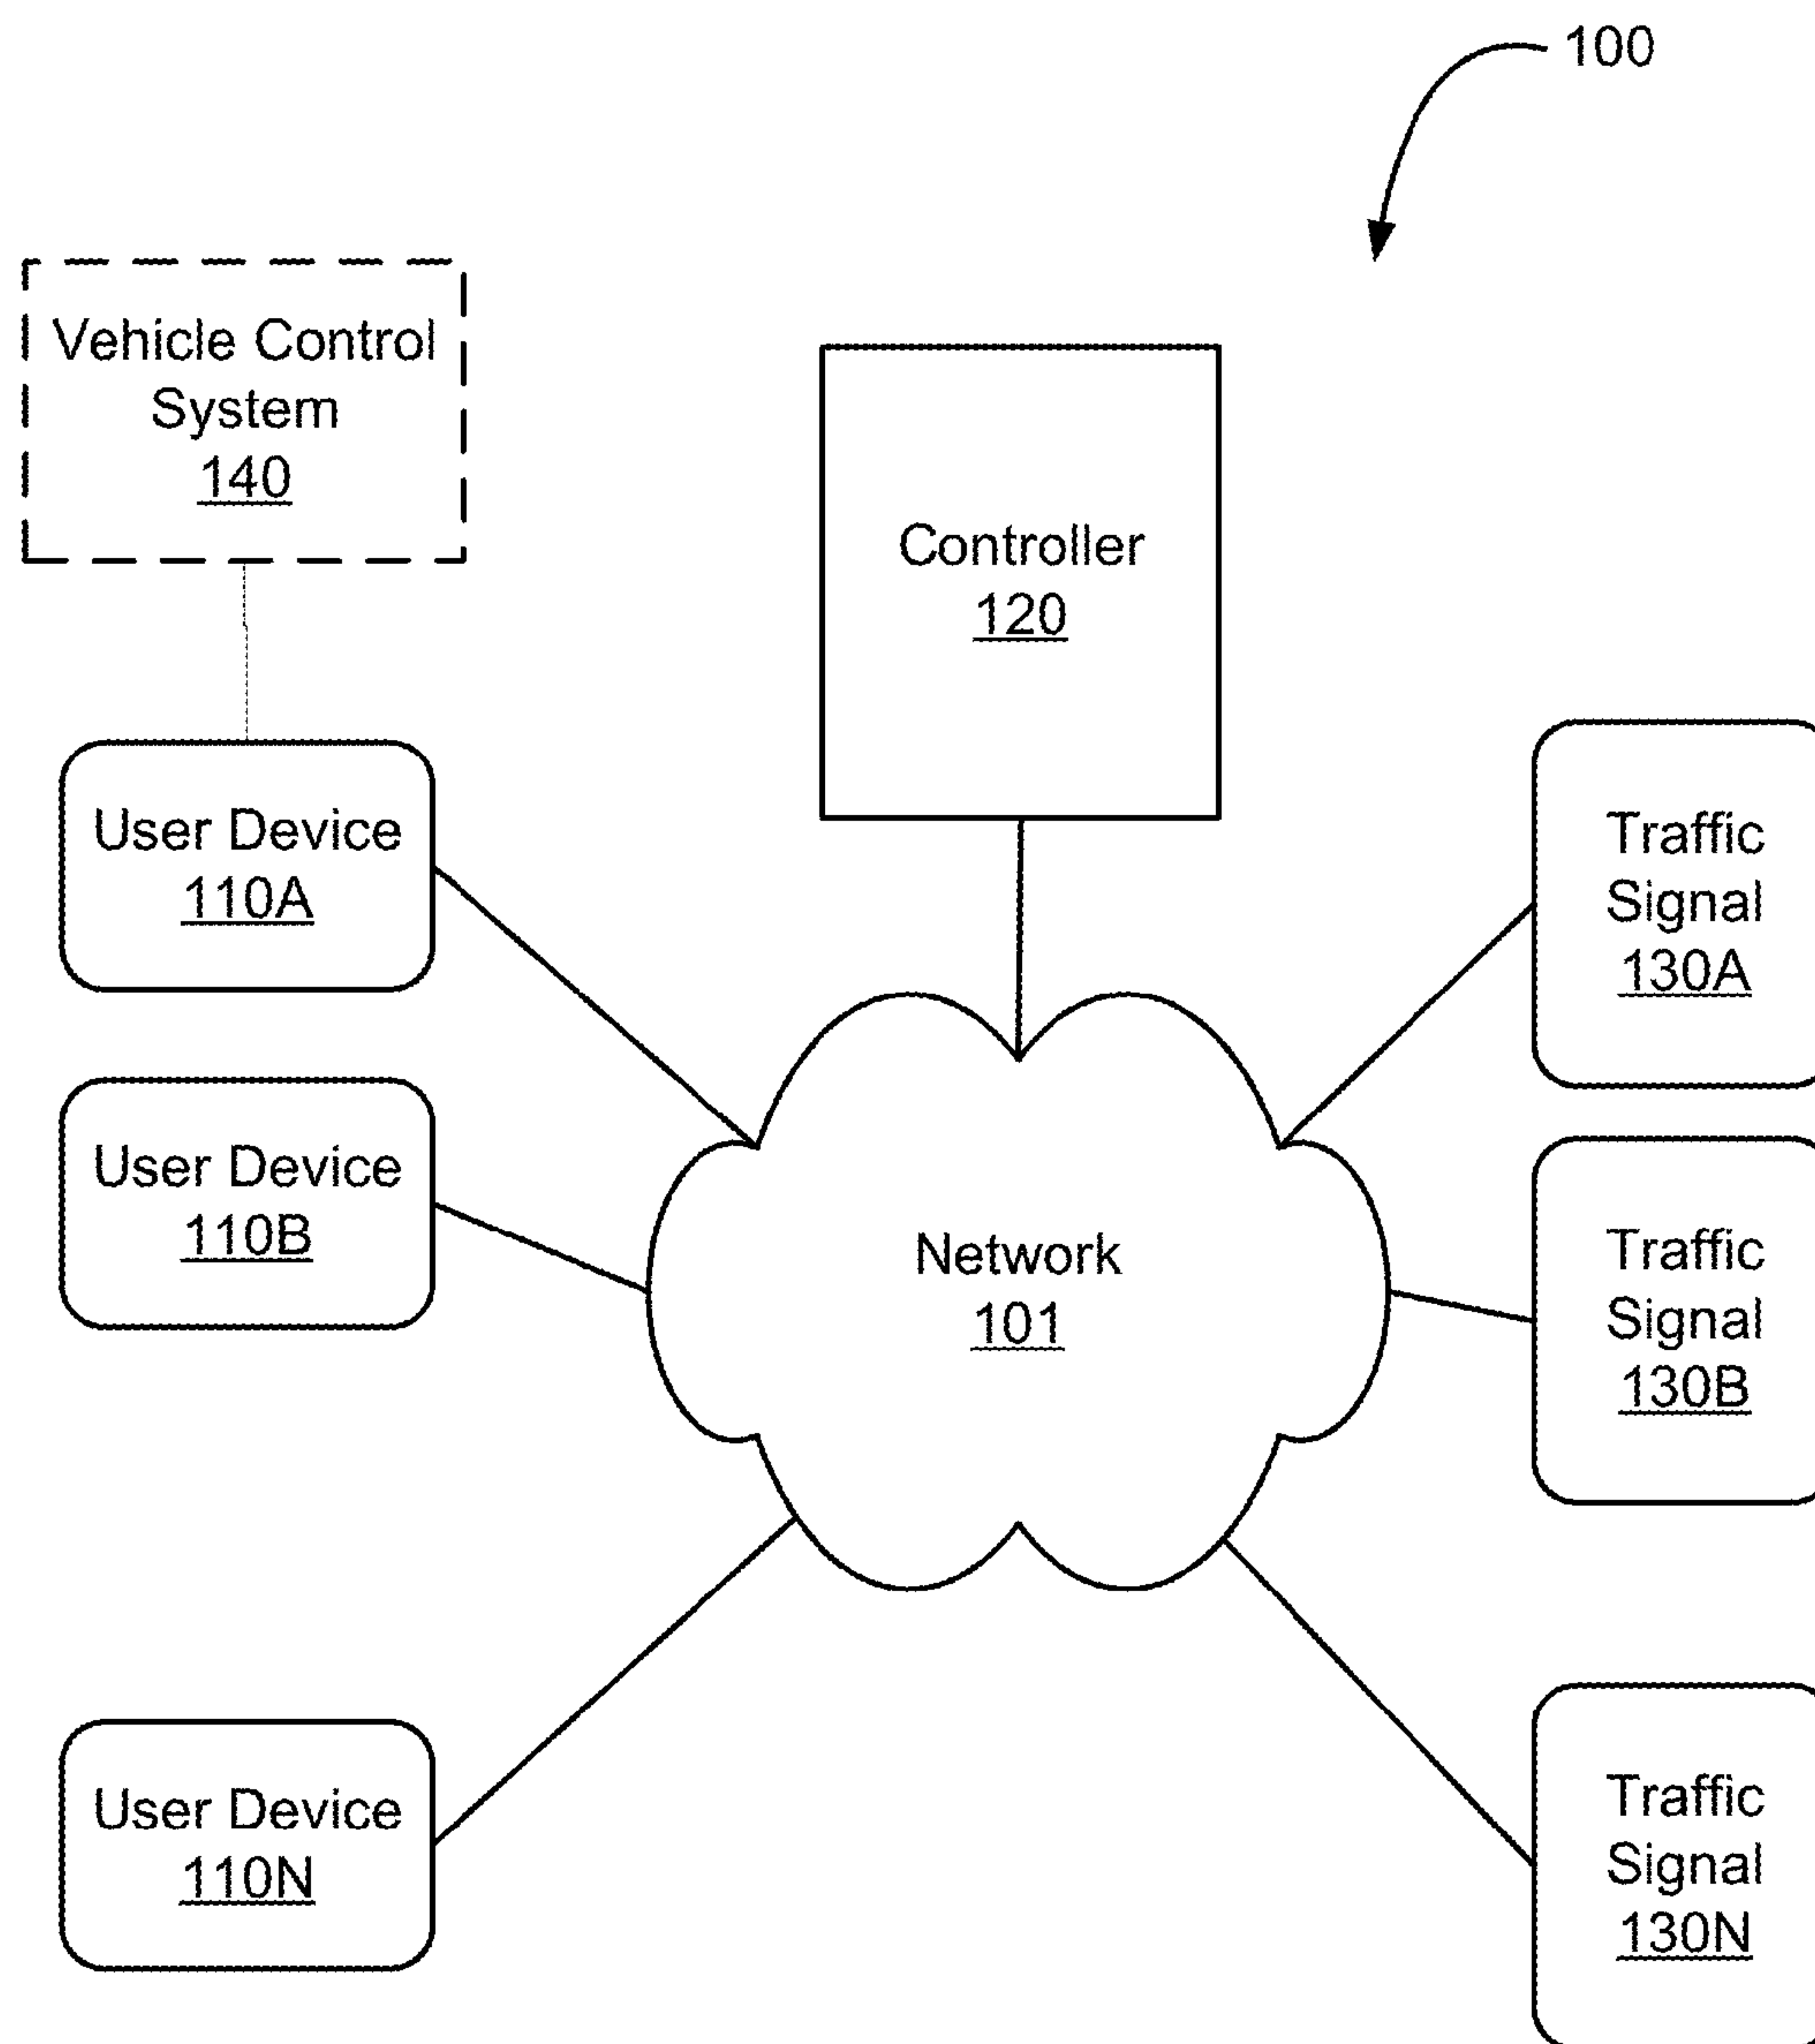 100
Vehicle Control
System
140
Controller
120
User Device
110A
Traffic
Signal
130A
User Device
110B
Network
101
Traffic
Signal
130B
User Device
110N
Traffic
Signal
130N